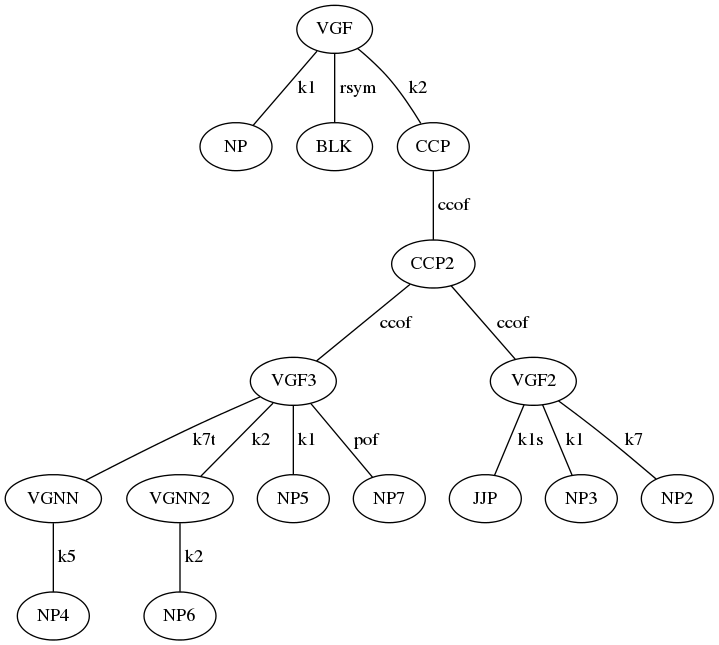 VGF
k1 rsym k2
NP BLK CCP
ccof
CCP2
ccof ccof
VGF3 VGF2
k7t k2 k1 pof k1s k1 k7
VGNN VGNN2 NP5 NP7 JJP NP3 NP2
k5 k2
NP4 NP6